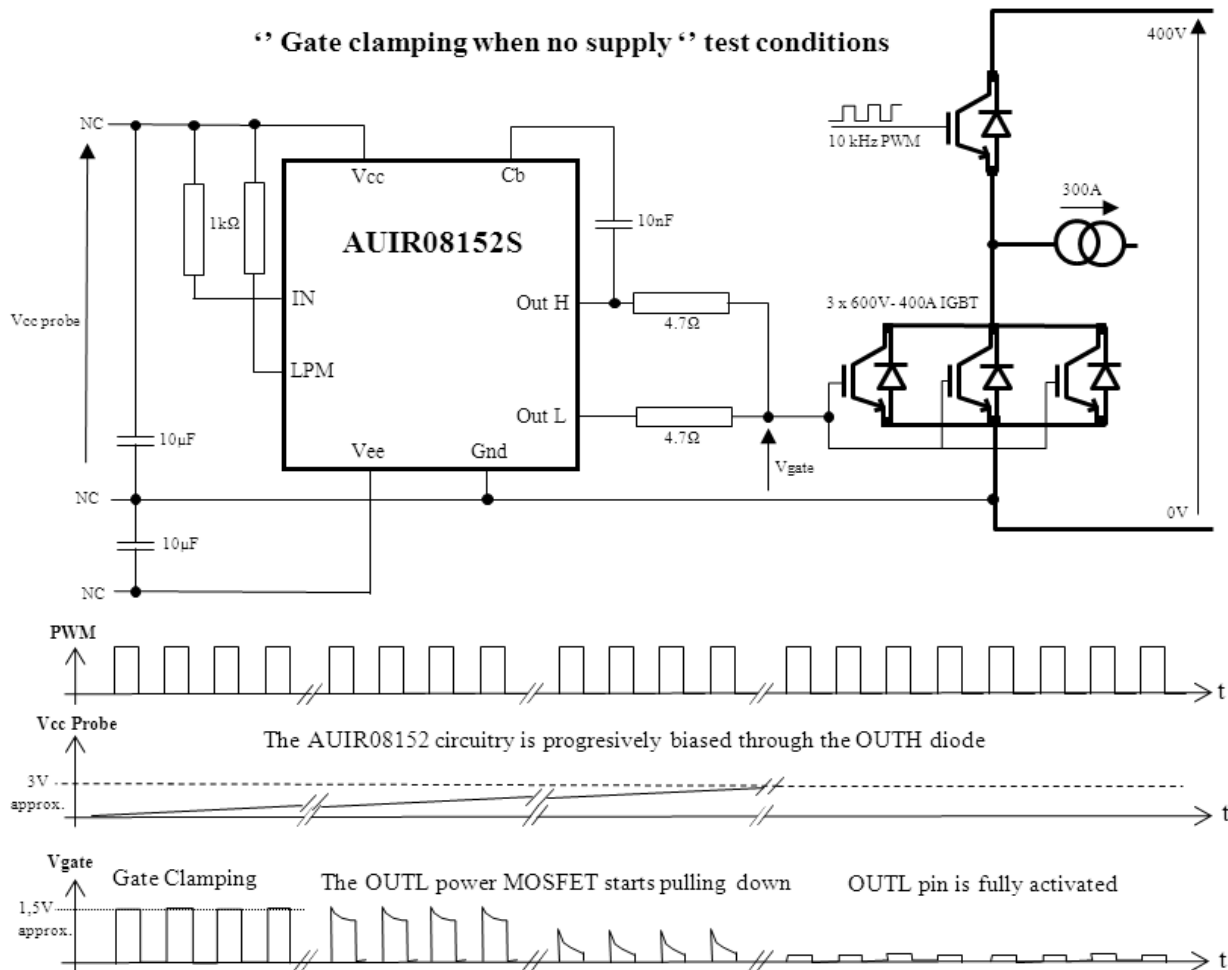 ‘’ Gate clamping when no supply ‘’ test conditions
400V
NC
10 kHz PWM
Vcc
Cb
300A
1kΩ
10nF
AUIR08152S
Vcc probe
IN
Out H
3 x 600V- 400A IGBT
4.7Ω
LPM
Out L
4.7Ω
10µF
Vee
Gnd
Vgate
NC
0V
10µF
NC
PWM
t
Vcc Probe
The AUIR08152 circuitry is progresively biased through the OUTH diode
3V
approx.
t
Vgate
Gate Clamping
The OUTL power MOSFET starts pulling down
OUTL pin is fully activated
1,5V
approx.
t